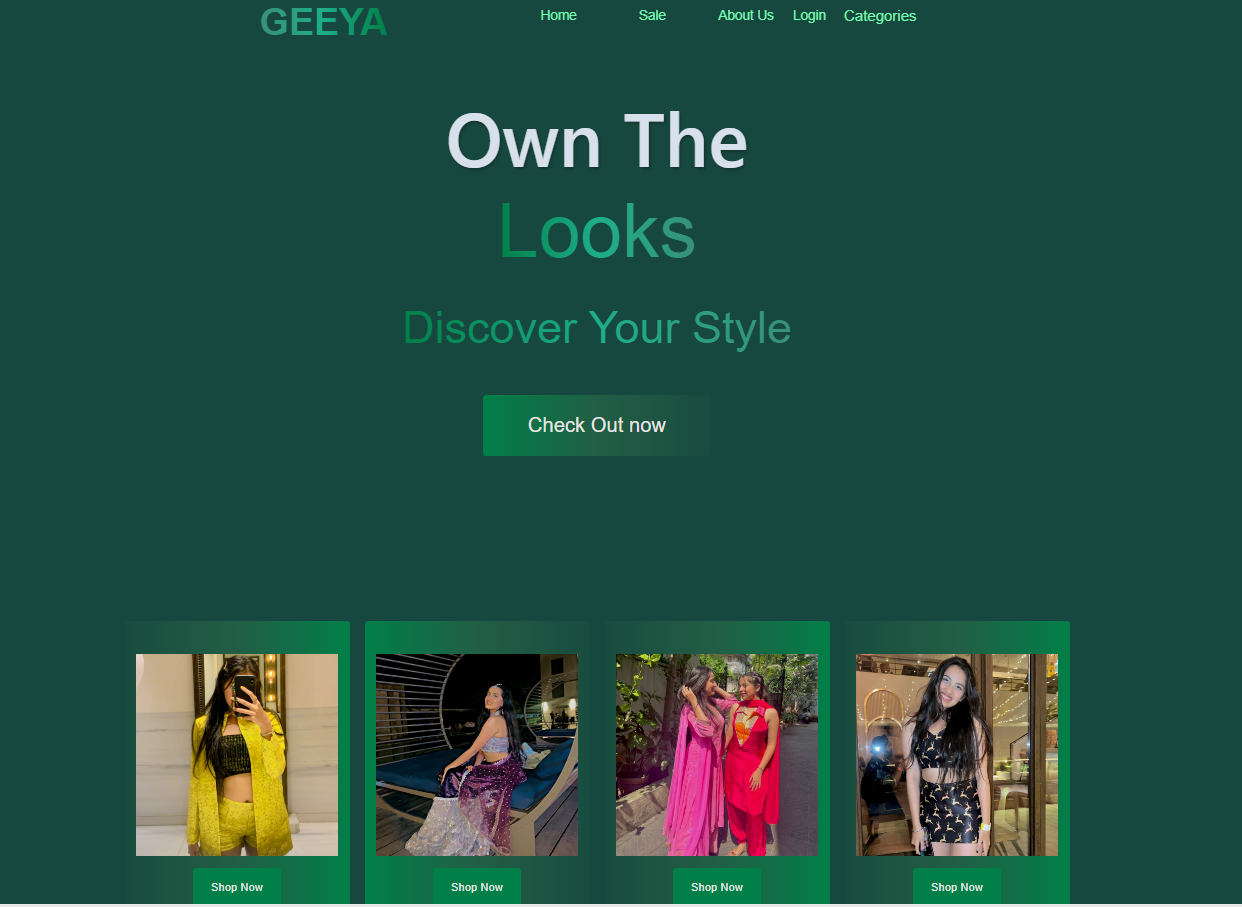 GEEYA
Home Sale About Us Login Categories
Own The
Looks
Discover Your Style
Check Out now
Shop Now Shop Now Shop Now Shop Now